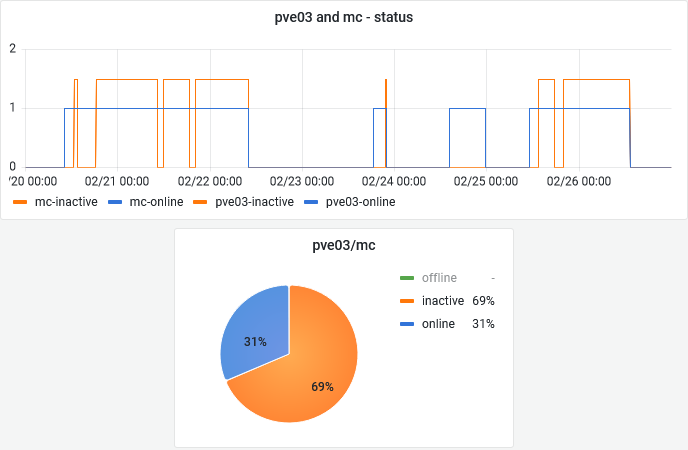 pve03 and mc - status
2
1
0
'20 00:00 02/21 00:00 02/22 00:00 02/23 00:00 02/24 00:00 02/25 00:00 02/26 00:00
mc-inactive mc-online pve03-inactive pve03-online
pve03/mc
offline -
inactive 69%
online 31%
31%
69%